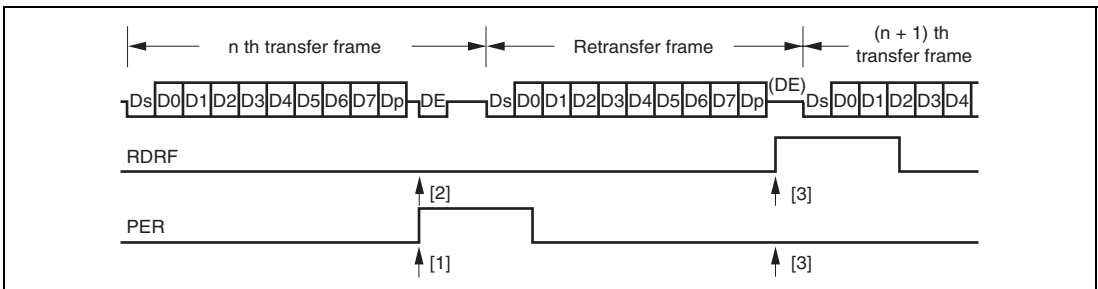 n th transfer frame
Retransfer frame
(n + 1) th
transfer frame
Ds D0 D1 D2 D3 D4 D5 D6 D7 Dp DE Ds D0 D1 D2 D3 D4 D5 D6 D7 Dp (DE) Ds D0 D1 D2 D3 D4
RDRF
[2] [3]
PER
[1] [3]